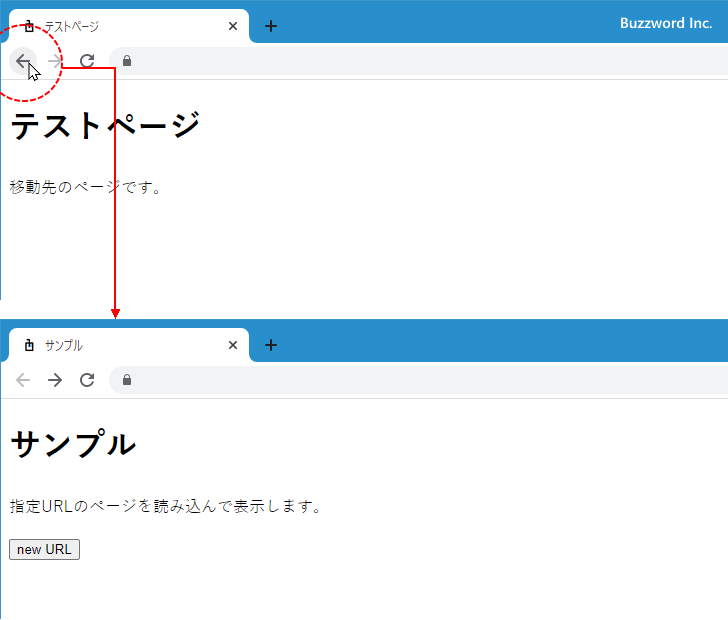 テストページ
Buzzword Inc.
テストページ
移動先のページです。
サンプル
サンプル
指定URLのページを読み込んで表示します。
new URL